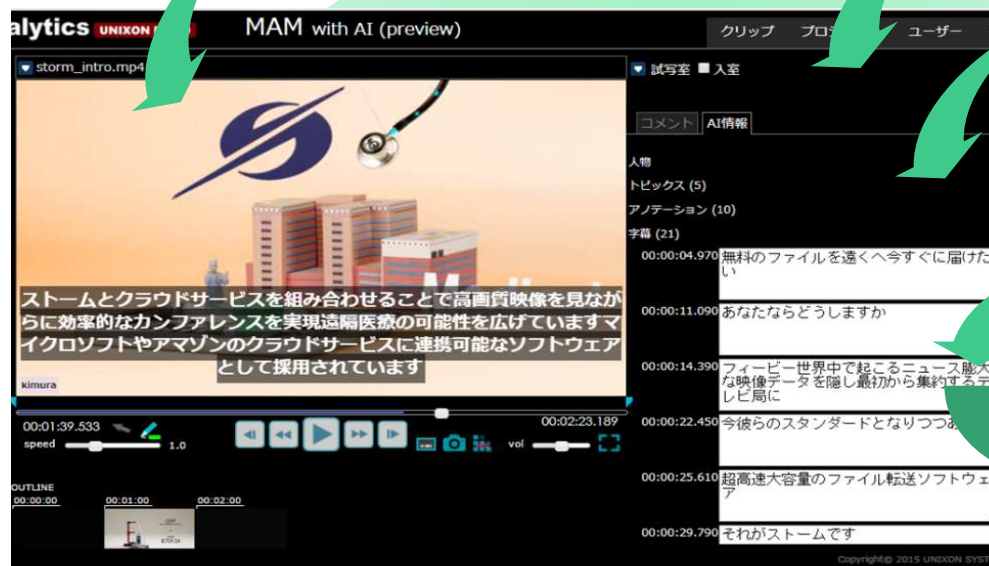 alytics UNIXON
MAM with AI (preview)
クリップ
ユーザー
storm_intro.mp4
試写室
入室
コメント
AI情報
人物
トピックス (5)
アノテーション (10)
字幕 (21)
00:00:04.970 無料のファイルを遠くへ今すぐに届けた
い
00:00:11.090 あなたならどうしますか
00:00:14.390 フィービー世界中で起こるニュース膨大
な映像データを隠し最初から集約するテ
レビ局に
00:00:22.450 今彼らのスタンダードとなりつつ
00:00:25.610 超高速大容量のファイル転送ソフトウェ
ア
00:00:29.790 それがストームです
ストームとクラウドサービスを組み合わせることで高画質映像を見なが
らに効率的なカンファレンスを実現遠隔医療の可能性を広げていますマ
イクロソフトやアマゾンのクラウドサービスに連携可能なソフトウェア
として採用されています
kimura
00:01:39.533
00:02:23.189
speed
1.0
vol
OUTLINE
00:00:00
00:01:00
00:02:00
Copyright© 2015 UNIXON SYST